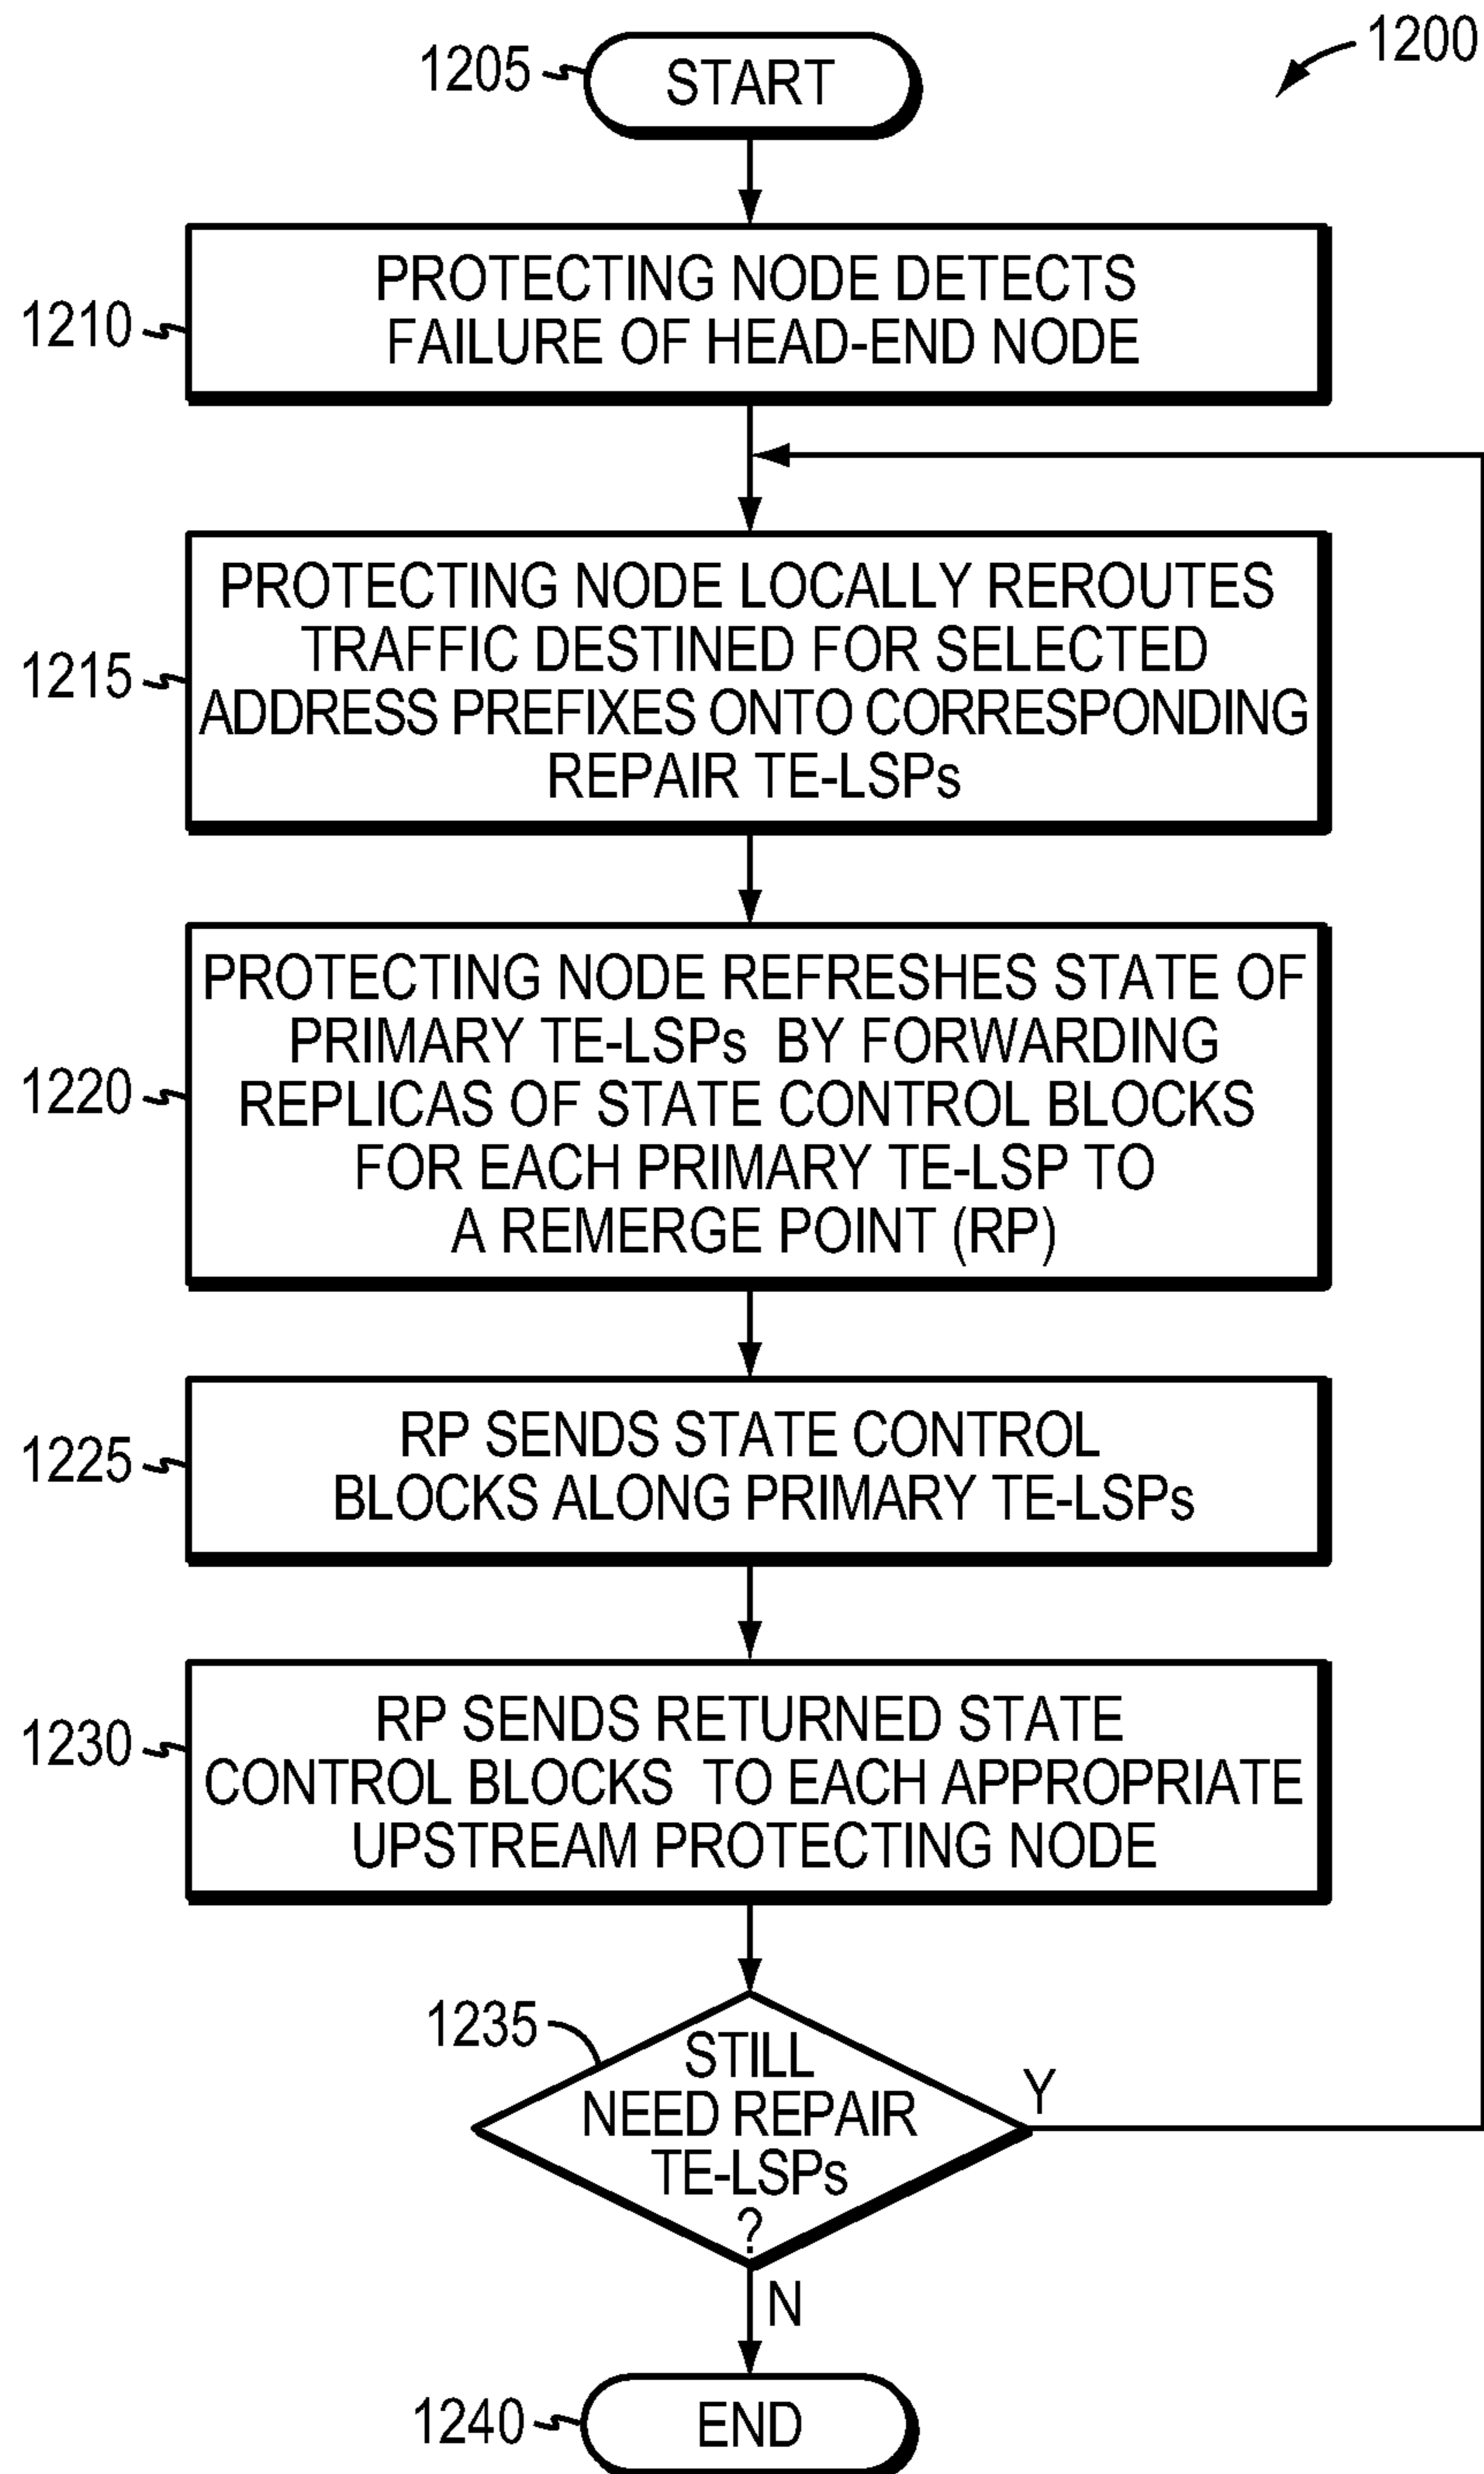 1200
1205
START
1210
PROTECTING NODE DETECTS
FAILURE OF HEAD-END NODE
1215
PROTECTING NODE LOCALLY REROUTES
TRAFFIC DESTINED FOR SELECTED
ADDRESS PREFIXES ONTO CORRESPONDING
REPAIR TE-LSPs
1220
PROTECTING NODE REFRESHES STATE OF
PRIMARY TE-LSPs BY FORWARDING
REPLICAS OF STATE CONTROL BLOCKS
FOR EACH PRIMARY TE-LSP TO
A REMERGE POINT (RP)
1225
RP SENDS STATE CONTROL
BLOCKS ALONG PRIMARY TE-LSPs
1230
RP SENDS RETURNED STATE
CONTROL BLOCKS TO EACH APPROPRIATE
UPSTREAM PROTECTING NODE
1235
STILL
NEED REPAIR
TE-LSPs
?
Y
N
1240
END